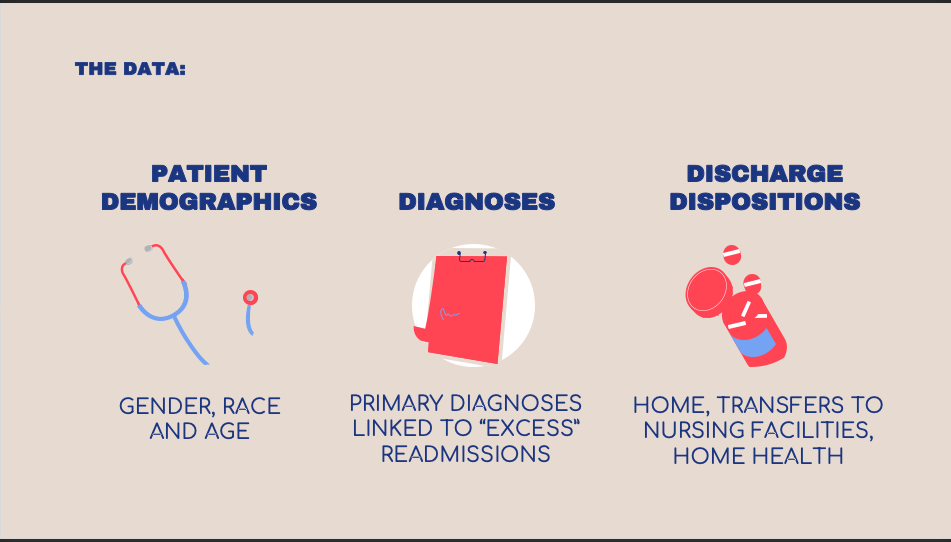 THE DATA:
PATIENT
DEMOGRAPHICS
GENDER, RACE
AND AGE
DIAGNOSES
PRIMARY DIAGNOSES
LINKED TO “EXCESS”
READMISSIONS
DISCHARGE
DISPOSITIONS
HOME, TRANSFERS TO
NURSING FACILITIES,
HOME HEALTH